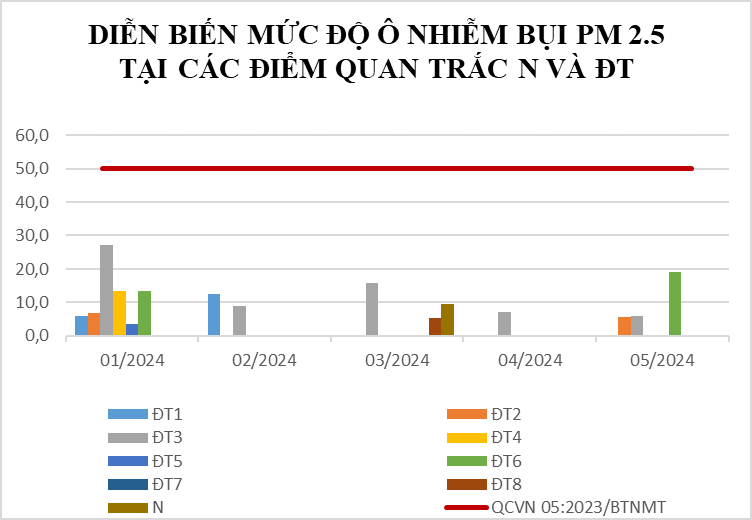 DIỄN BIẾN MỨC ĐỘ Ô NHIỄM BỤI PM 2.5
TẠI CÁC ĐIỂM QUAN TRẮC N VÀ ĐT
60,0
50,0
40,0
30,0
20,0
10,0
0,0
01/2024 02/2024 03/2024 04/2024 05/2024
ĐT1 ĐT2
ĐT3 ĐT4
ĐT5 ĐT6
ĐT7 ĐT8
N QCVN 05:2023/BTNMT